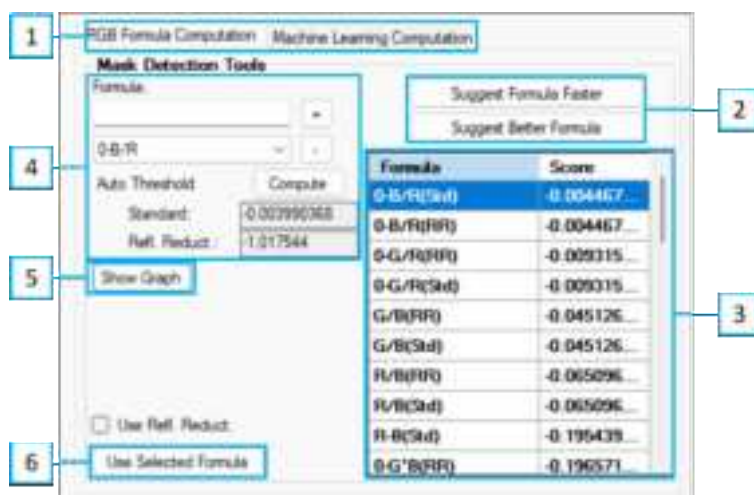 1
RGB Formula Computation Machine Learning Computation
Mask Detection Tools
Formula:
+
0-B/R
-
Auto Threshold Compute
Standard: -0.003990368
Refl. Reduct.: 1.017544
Suggest Formula Faster
Suggest Better Formula
2
4
Formula Score
0-B/R(Std) -0.004467...
0-B/R(RR) -0.004467...
0-G/R(RR) -0.009315...
0-G/R(Std) -0.009315...
G/B(RR) -0.045126...
G/B(Std) -0.045126...
R/B(RR) -0.065096...
R/B(Std) -0.065096...
R-B(Std) -0.195439...
0-G*B(RR) -0.196571...
3
5
Show Graph
Use Refl. Reduct.
6
Use Selected Formula